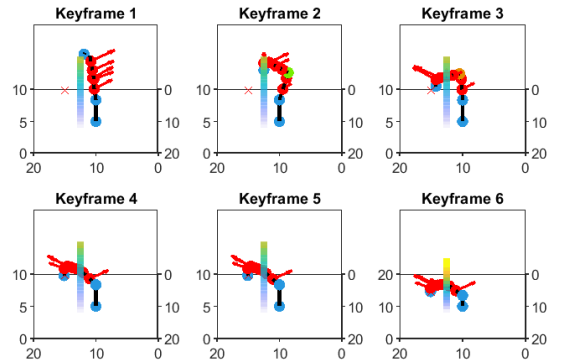 Keyframe 1 Keyframe 2 Keyframe 3
10 0 10 0 10 0
5 10 5 10 5 10
0 20 0 20 0 20
20 10 0 20 10 0 20 10 0
Keyframe 4 Keyframe 5 Keyframe 6
10 0 10 0 20 0
5 10 5 10 10 10
0 20 0 20 0 20
20 10 0 20 10 0 20 10 0